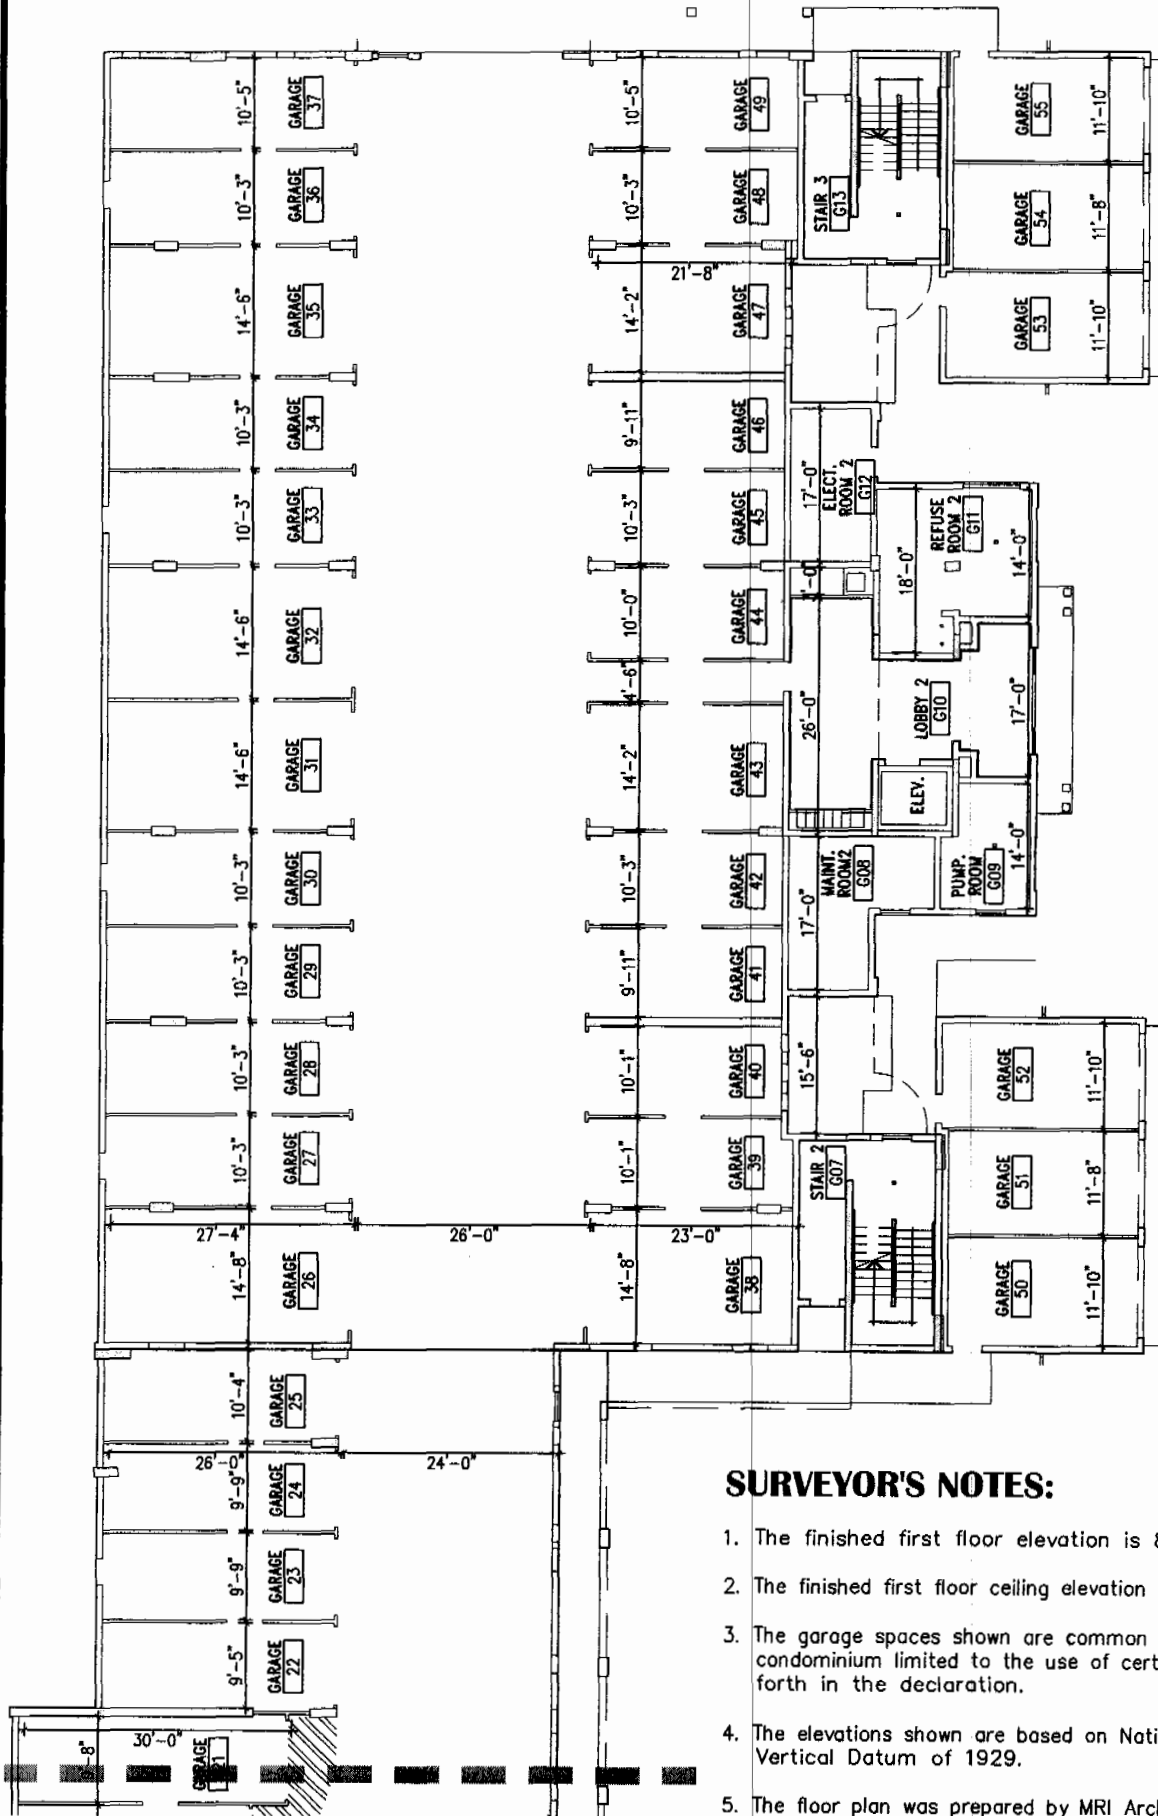 10'-5"
GARAGE
37
10'-5"
GARAGE
49
GARAGE
55
11'-10"
10'-3"
GARAGE
36
10'-3"
GARAGE
48
STAIR 3
G13
GARAGE
54
11'-8"
21'-8"
14'-6"
GARAGE
35
14'-2"
GARAGE
47
GARAGE
53
11'-10"
10'-3"
GARAGE
34
9'-11"
GARAGE
46
17'-0"
ELECT.
ROOM 2
G12
10'-3"
GARAGE
33
10'-3"
GARAGE
45
REFUSE
ROOM 2
G11
18'-0"
14'-0"
14'-6"
GARAGE
32
10'-0"
GARAGE
44
4'-6"
26'-0"
LOBBY 2
G10
17'-0"
14'-6"
GARAGE
31
14'-2"
GARAGE
43
ELEV.
10'-3"
GARAGE
30
10'-3"
GARAGE
42
MAINT.
ROOM2
G08
17'-0"
PUMP.
ROOM
G09
14'-0"
10'-3"
GARAGE
29
9'-11"
GARAGE
41
10'-3"
GARAGE
28
10'-1"
GARAGE
40
15'-6"
GARAGE
52
11'-10"
10'-3"
GARAGE
27
10'-1"
GARAGE
39
STAIR 2
G07
GARAGE
51
11'-8"
27'-4"
26'-0"
23'-0"
14'-8"
GARAGE
26
14'-8"
GARAGE
38
GARAGE
50
11'-10"
10'-4"
GARAGE
25
26'-0"
24'-0"
9'-9"
GARAGE
24
9'-9"
GARAGE
23
9'-5"
GARAGE
22
30'-0"
GARAGE
21
SURVEYOR'S NOTES:
1. The finished first floor elevation is
2. The finished first floor ceiling elevation
3. The garage spaces shown are common
condominium limited to the use of cert
forth in the declaration.
4. The elevations shown are based on Nati
Vertical Datum of 1929.
5. The floor plan was prepared by MRI Arch